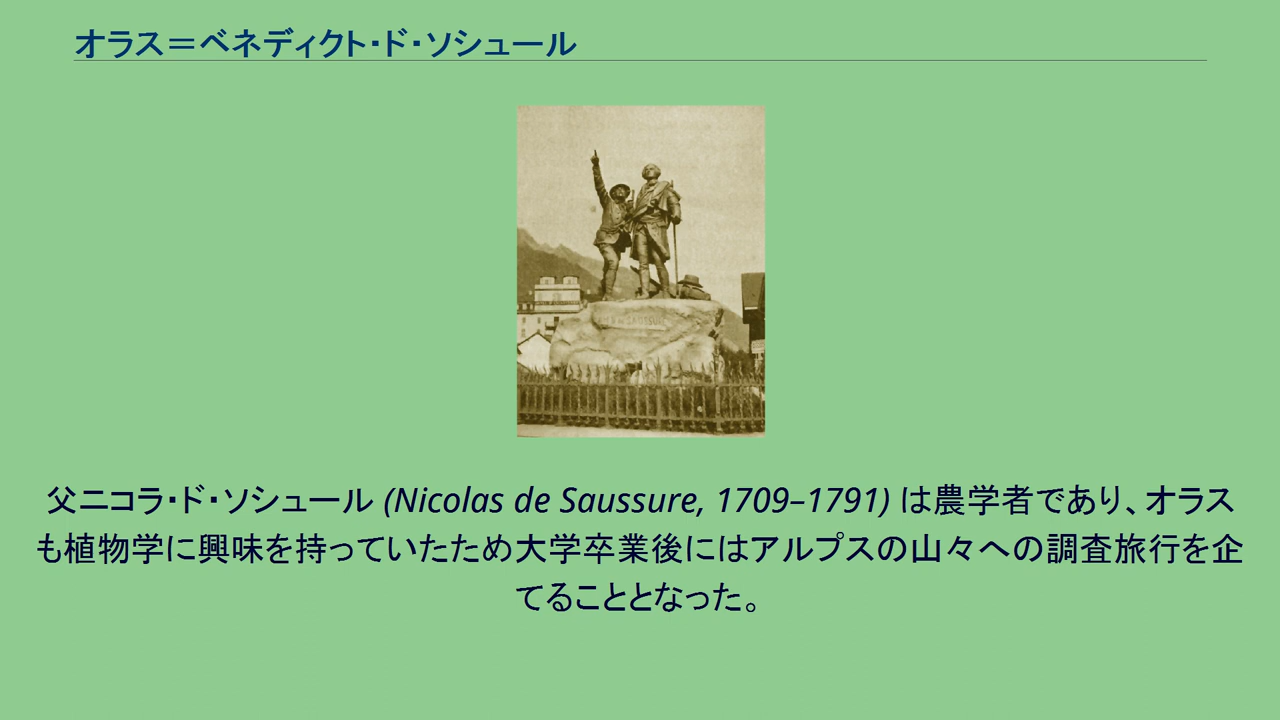 オラス＝ベネディクト・ド・ソシュール
DE SAUSSURE
父ニコラ・ド・ソシュール (Nicolas de Saussure, 1709–1791) は農学者であり、オラス
も植物学に興味を持っていたため大学卒業後にはアルプスの山々への調査旅行を企
てることとなった。